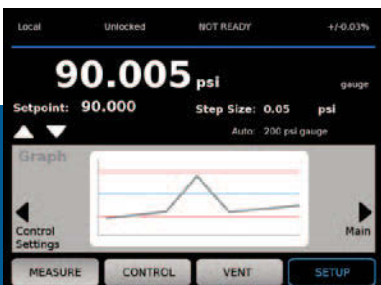 Local Unlocked NOT READY +/-0.03%
90.005 psi gauge
Setpoint: 90.000 Step Size: 0.05 psi
Auto: 200 psi gauge
Graph
Control Settings Main
MEASURE CONTROL VENT SETUP